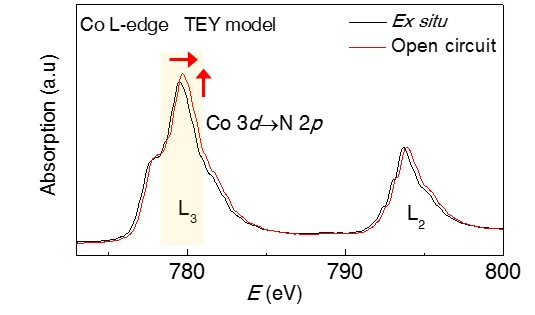 Co L-edge TEY model
Ex situ
Open circuit
Co 3d→N 2p
L₃
L₂
Absorption (a.u)
780 790 800
E (eV)